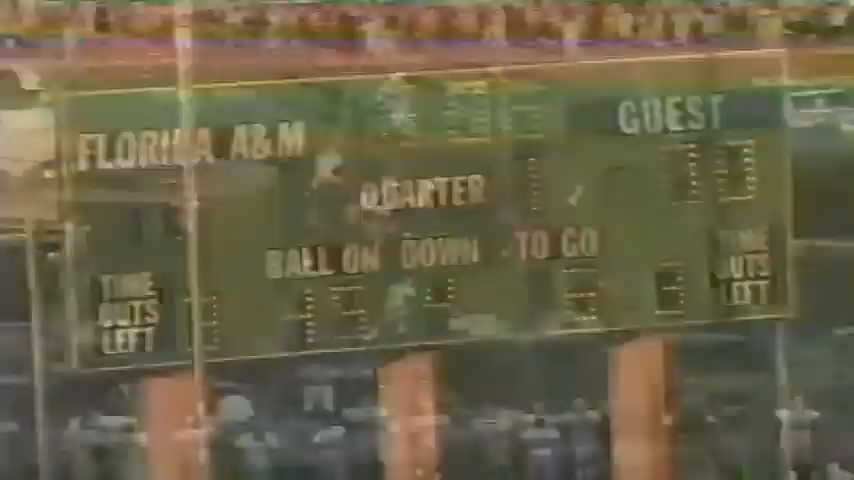 FLORIDA A&M
GUEST
QUARTER
BALL ON DOWN TO GO
TIME
OUTS
LEFT
TIME
OUTS
LEFT